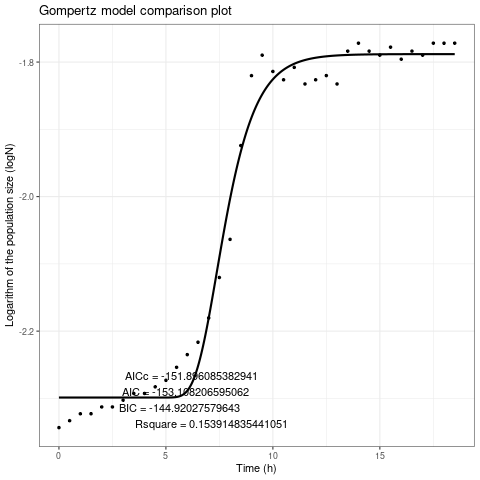 Gompertz model comparison plot
Logarithm of the population size (logN)
-1.8
-2.0
-2.2
AICc = -151.896085382941
AIC = -153.108206595062
BIC = -144.92027579643
Rsquare = 0.153914835441051
0 5 10 15
Time (h)